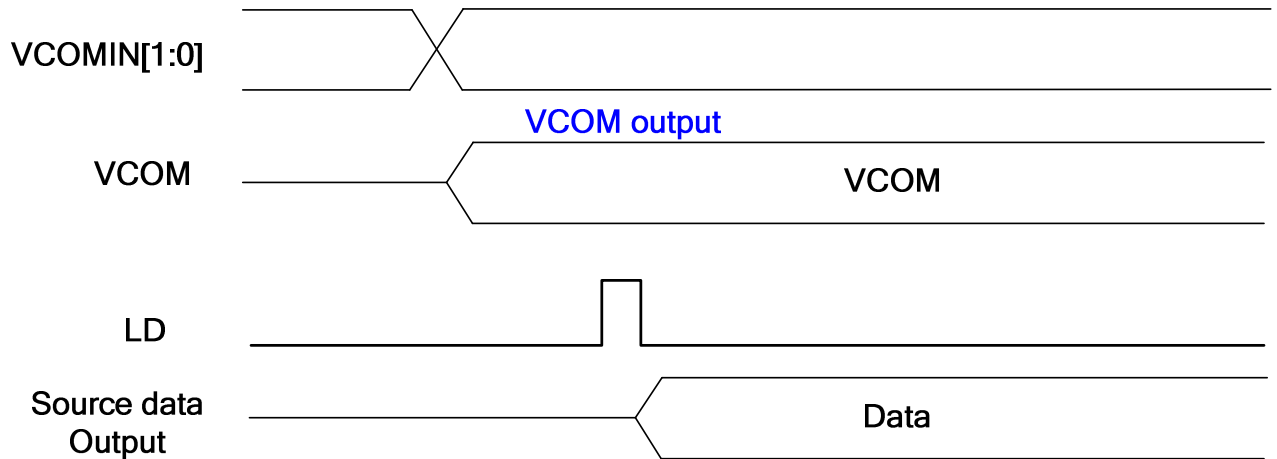 VCOMIN[1:0]
VCOM output
VCOM
VCOM
LD
Source data
Output
Data